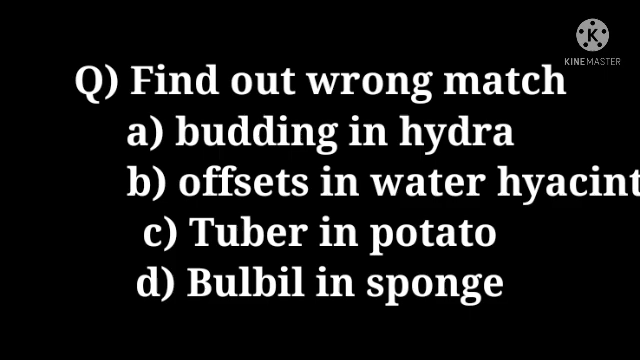 K
KINEMASTER
Q) Find out wrong match
a) budding in hydra
b) offsets in water hyacint
c) Tuber in potato
d) Bulbil in sponge